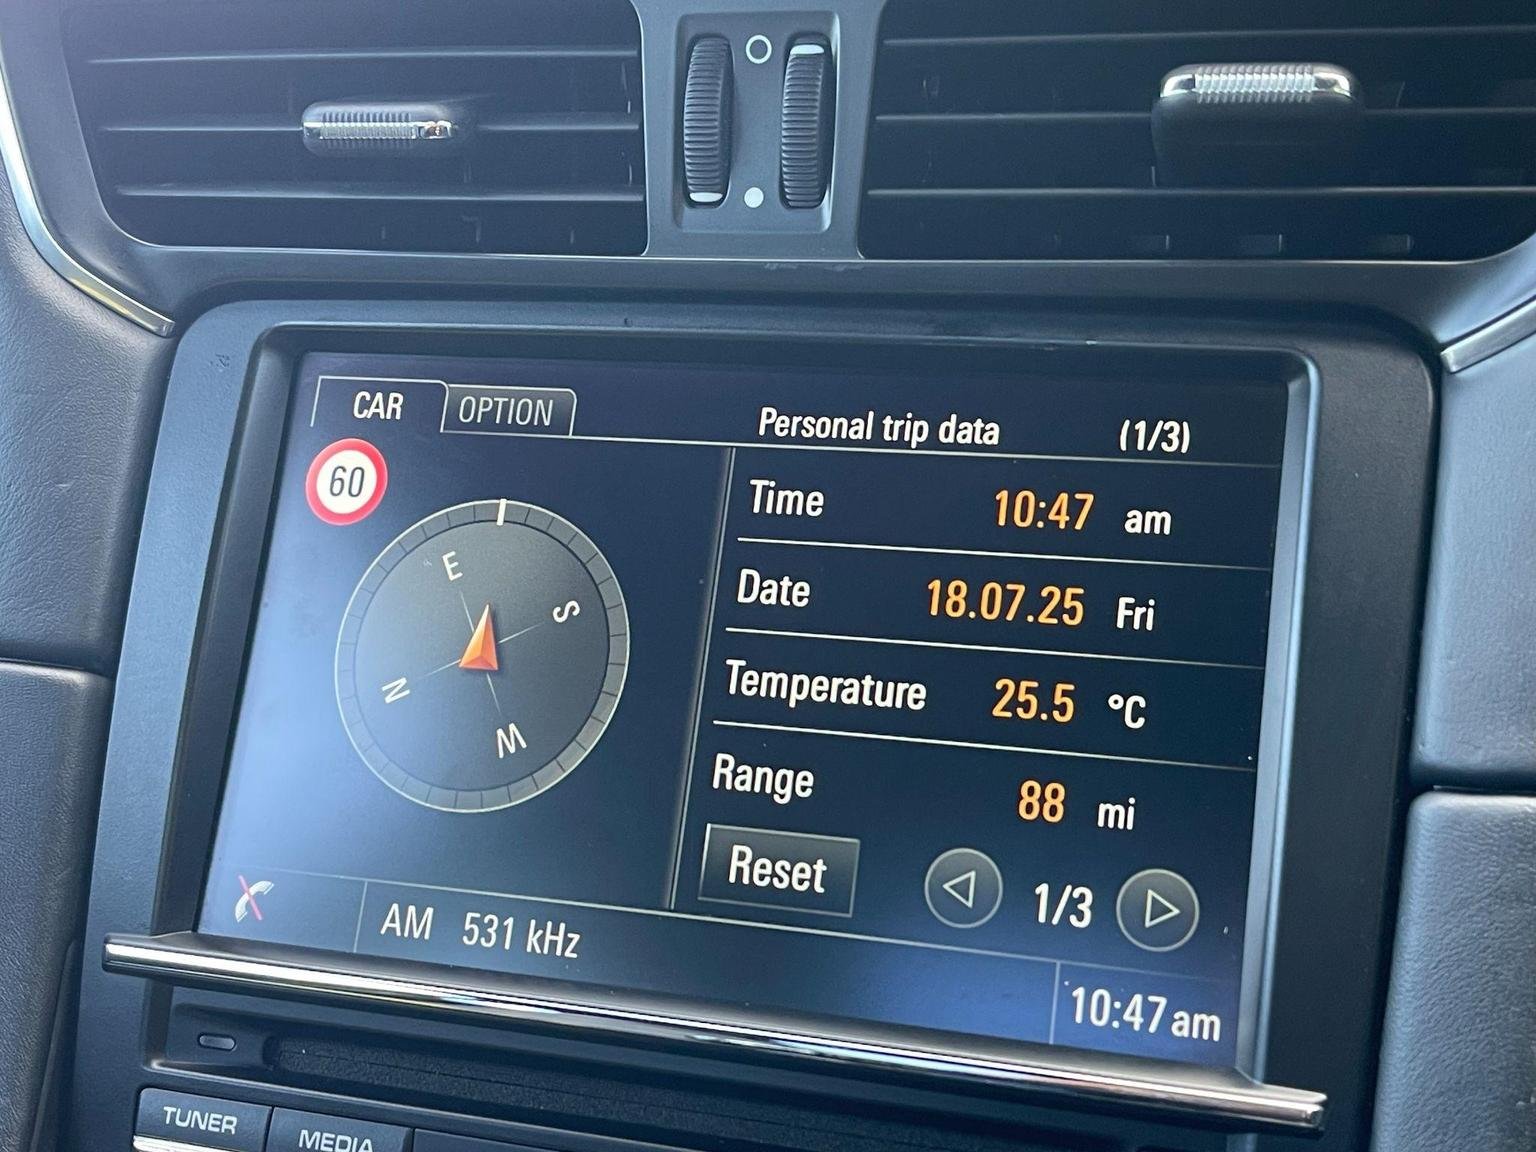 CAR OPTION Personal trip data (1/3)
60
Time 10:47 am
Date 18.07.25 Fri
Temperature 25.5 °C
Range 88 mi
E
S
N
W
Reset 1/3
AM 531 kHz
10:47 am
TUNER MEDIA